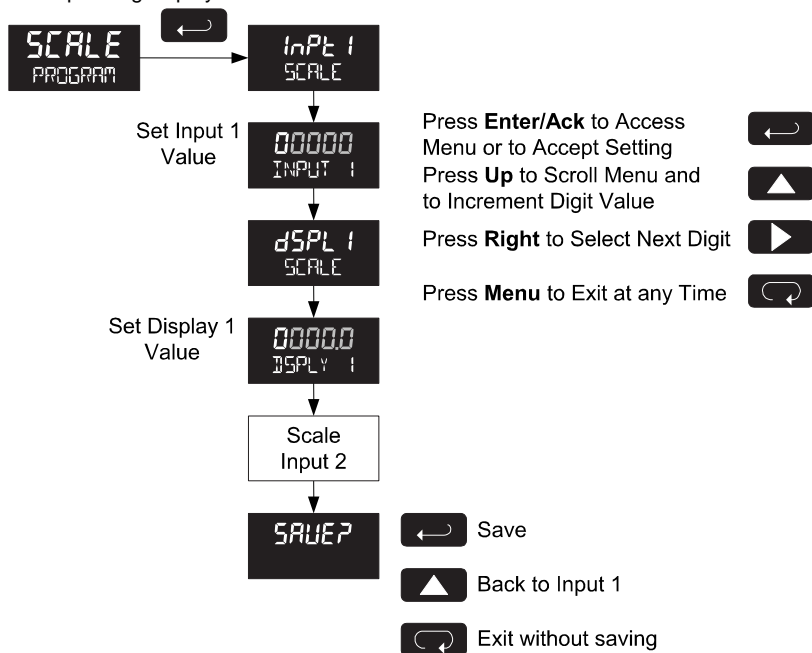 SCALE
PROGRAM
InPt 1
SCALE
Set Input 1
Value
00000
INPUT 1
dSPL 1
SCALE
Set Display 1
Value
0000.0
DSPLY 1
Scale
Input 2
SAVE?
Press Enter/Ack to Access
Menu or to Accept Setting
Press Up to Scroll Menu and
to Increment Digit Value
Press Right to Select Next Digit
Press Menu to Exit at any Time
Save
Back to Input 1
Exit without saving